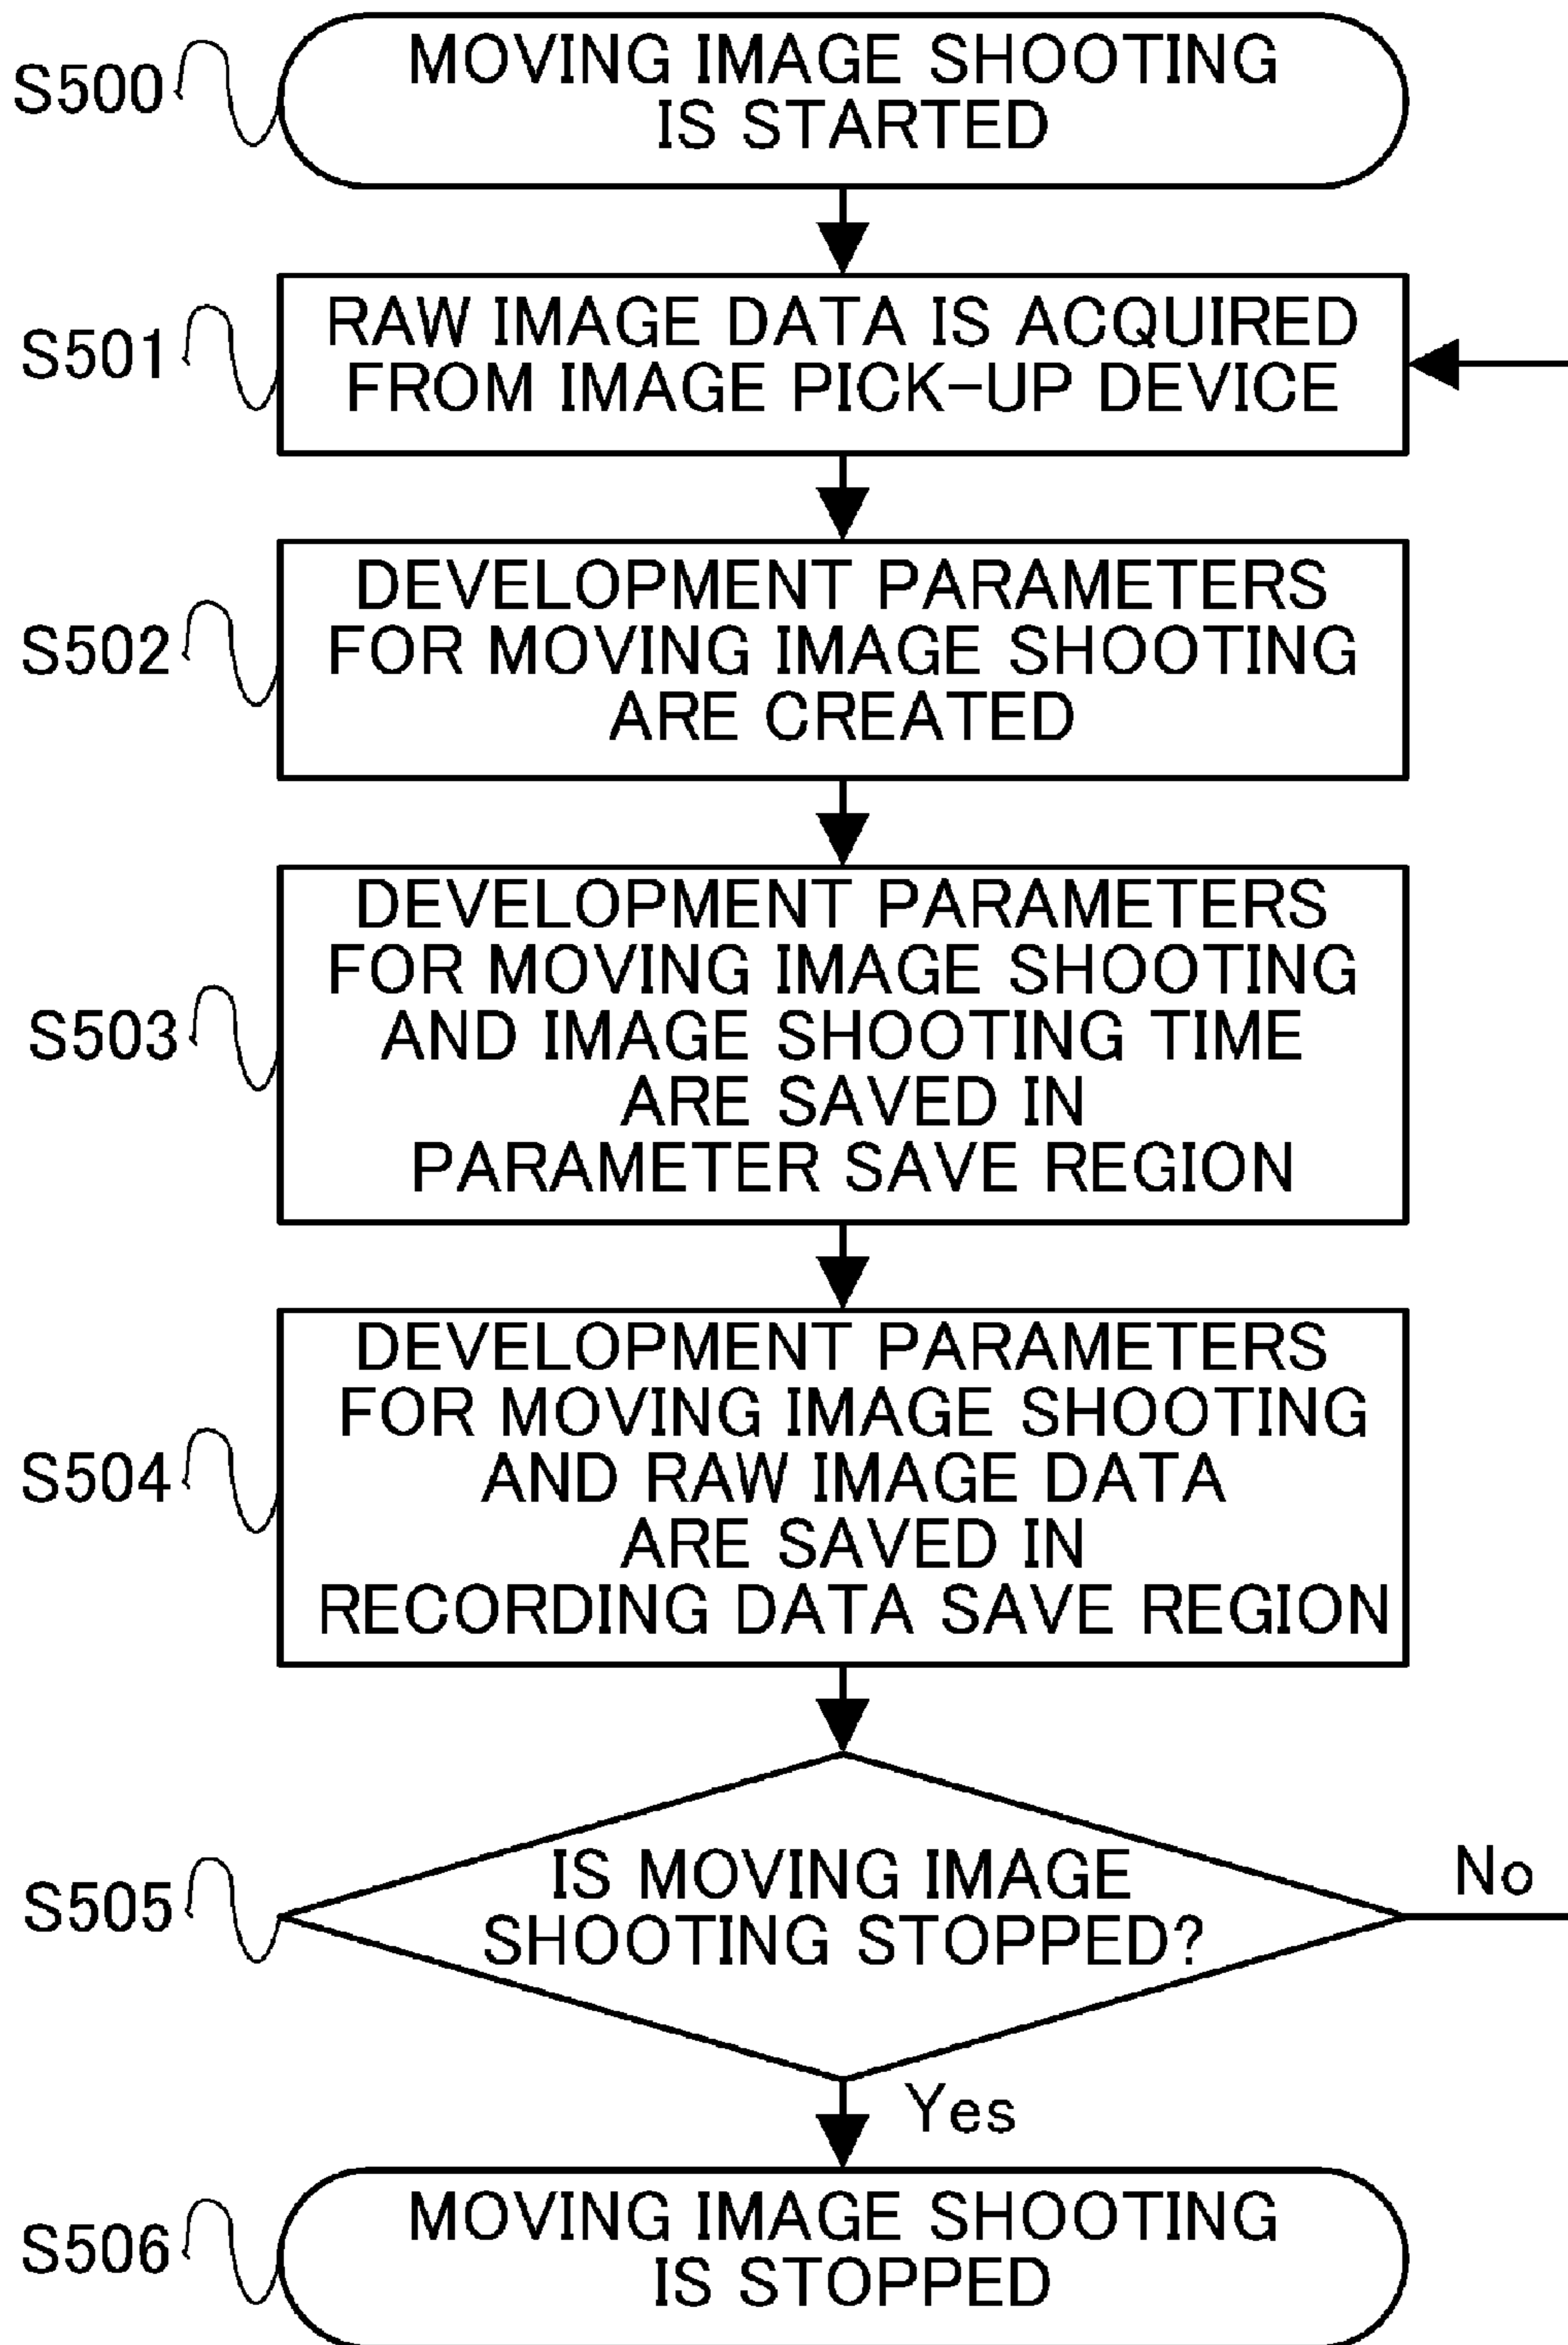 S500
MOVING IMAGE SHOOTING
IS STARTED
S501
RAW IMAGE DATA IS ACQUIRED
FROM IMAGE PICK-UP DEVICE
S502
DEVELOPMENT PARAMETERS
FOR MOVING IMAGE SHOOTING
ARE CREATED
S503
DEVELOPMENT PARAMETERS
FOR MOVING IMAGE SHOOTING
AND IMAGE SHOOTING TIME
ARE SAVED IN
PARAMETER SAVE REGION
S504
DEVELOPMENT PARAMETERS
FOR MOVING IMAGE SHOOTING
AND RAW IMAGE DATA
ARE SAVED IN
RECORDING DATA SAVE REGION
S505
IS MOVING IMAGE
SHOOTING STOPPED?
No
Yes
S506
MOVING IMAGE SHOOTING
IS STOPPED